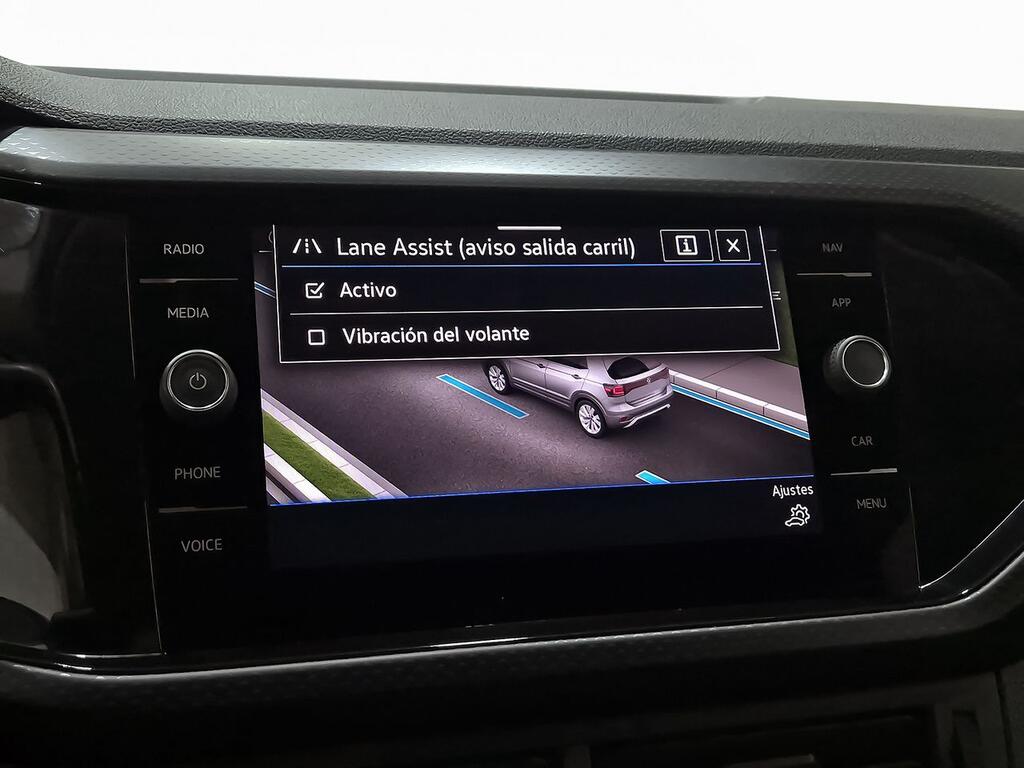 RADIO
MEDIA
PHONE
VOICE
Lane Assist (aviso salida carril)
Activo
Vibración del volante
Ajustes
NAV
APP
CAR
MENU